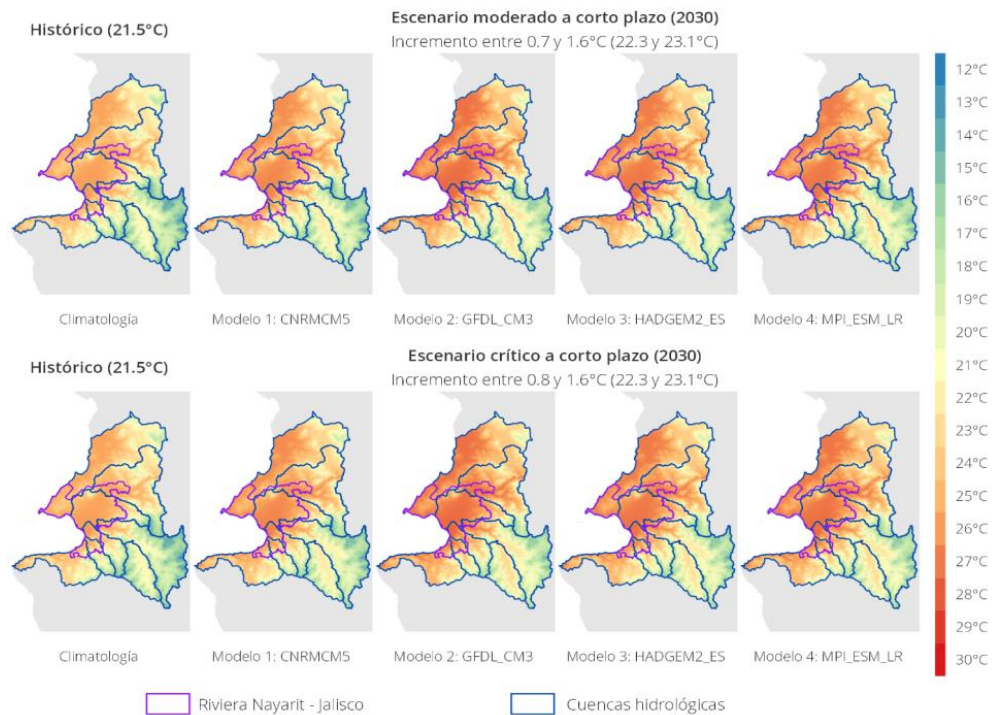 Histórico (21.5°C)
Escenario moderado a corto plazo (2030)
Incremento entre 0.7 y 1.6°C (22.3 y 23.1°C)
Climatología
Modelo 1: CNRMCM5
Modelo 2: GFDL_CM3
Modelo 3: HADGEM2_ES
Modelo 4: MPI_ESM_LR
Histórico (21.5°C)
Escenario crítico a corto plazo (2030)
Incremento entre 0.8 y 1.6°C (22.3 y 23.1°C)
Climatología
Modelo 1: CNRMCM5
Modelo 2: GFDL_CM3
Modelo 3: HADGEM2_ES
Modelo 4: MPI_ESM_LR
12°C
13°C
14°C
15°C
16°C
17°C
18°C
19°C
20°C
21°C
22°C
23°C
24°C
25°C
26°C
27°C
28°C
29°C
30°C
Riviera Nayarit - Jalisco
Cuencas hidrológicas